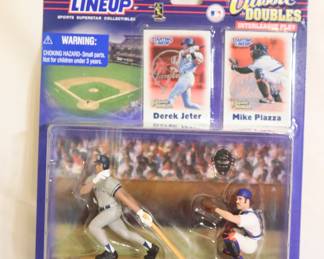 LINEUP
SPORTS SUPERSTAR COLLECTIBLES
Classic
DOUBLES
INTERLEAGUE PLAY
WARNING:
CHOKING HAZARD-Small parts.
Not for children under 3 years.
Derek Jeter
Mike Piazza